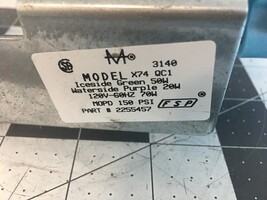 3140
MODEL X74 QC1
Iceside Green 50W
Waterside Purple 20W
120V-60HZ 70W
MOPD 150 PSI
FSP
PART # 2255457